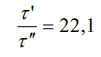 τ' / τ'' = 22,1